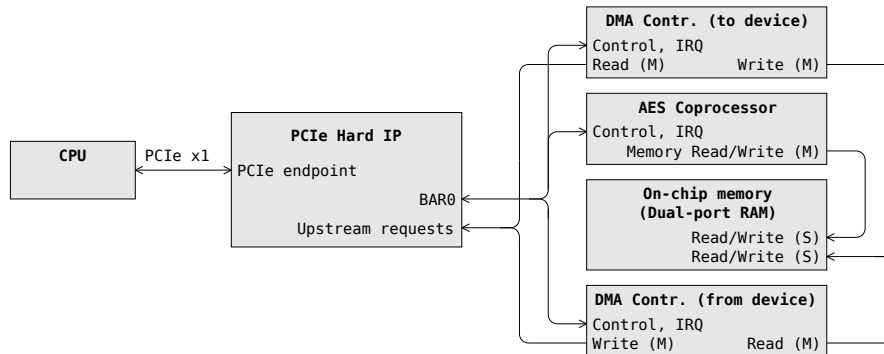 CPU
PCIe x1
PCIe Hard IP
PCIe endpoint
BAR0
Upstream requests
DMA Contr. (to device)
Control, IRQ
Read (M) Write (M)
AES Coprocessor
Control, IRQ
Memory Read/Write (M)
On-chip memory
(Dual-port RAM)
Read/Write (S)
Read/Write (S)
DMA Contr. (from device)
Control, IRQ
Write (M) Read (M)